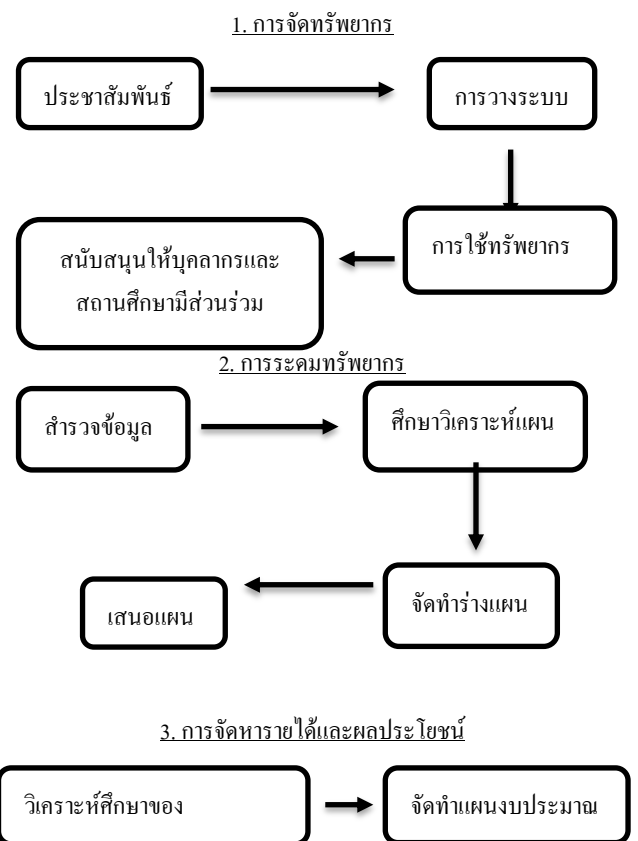 1. การจัดทรัพยากร
ประชาสัมพันธ์
การวางระบบ
การใช้ทรัพยากร
สนับสนุนให้บุคลากรและ
สถานศึกษามีส่วนร่วม
2. การระดมทรัพยากร
สำรวจข้อมูล
ศึกษาวิเคราะห์แผน
จัดทำร่างแผน
เสนอแผน
3. การจัดหารายได้และผลประโยชน์
วิเคราะห์ศึกษาของ
จัดทำแผนงบประมาณ